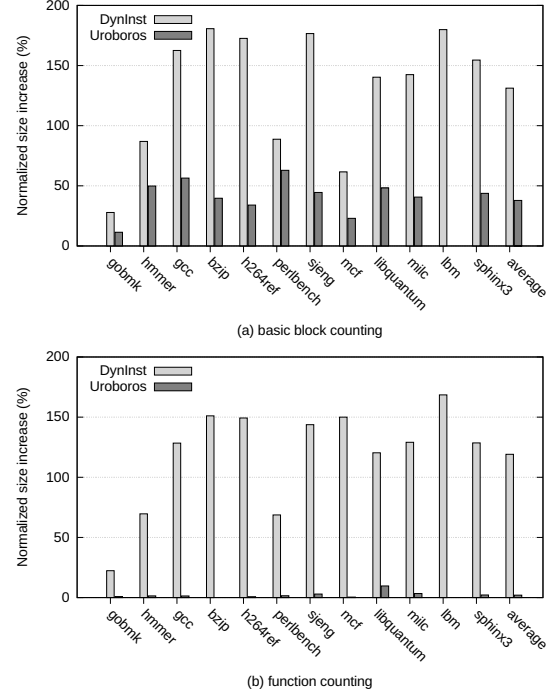 200
150
100
50
0
Normalized size increase (%)
DynInst
Uroboros
gobmk
hmmer
gcc
bzip
h264ref
perlbench
sjeng
mcf
libquantum
milc
lbm
sphinx3
average
(a) basic block counting
200
150
100
50
0
Normalized size increase (%)
DynInst
Uroboros
gobmk
hmmer
gcc
bzip
h264ref
perlbench
sjeng
mcf
libquantum
milc
lbm
sphinx3
average
(b) function counting